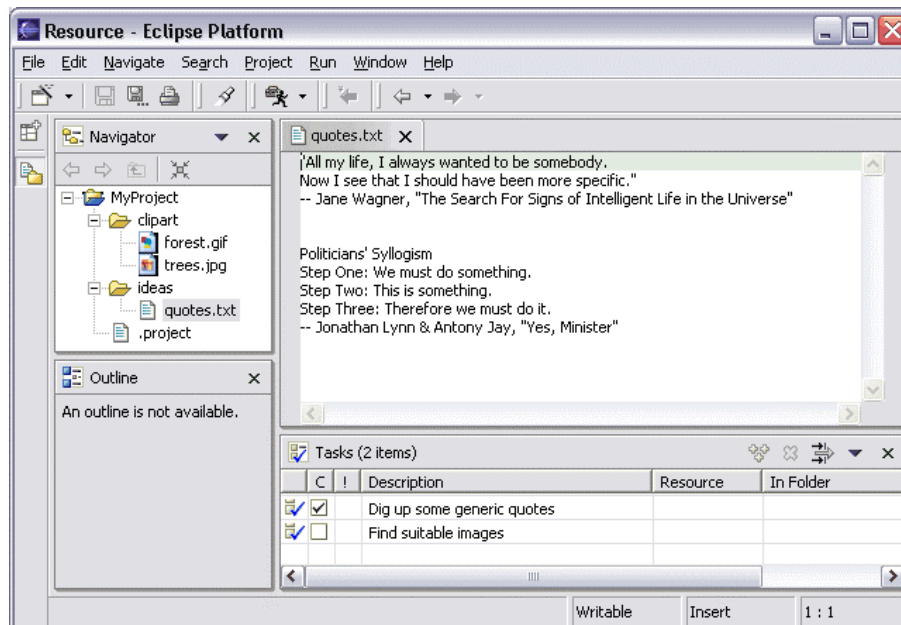 Resource - Eclipse Platform
File Edit Navigate Search Project Run Window Help
Navigator
MyProject
clipart
forest.gif
trees.jpg
ideas
quotes.txt
.project
Outline
An outline is not available.
quotes.txt
'All my life, I always wanted to be somebody.
Now I see that I should have been more specific."
-- Jane Wagner, "The Search For Signs of Intelligent Life in the Universe"
Politicians' Syllogism
Step One: We must do something.
Step Two: This is something.
Step Three: Therefore we must do it.
-- Jonathan Lynn & Antony Jay, "Yes, Minister"
Tasks (2 items)
C ! Description Resource In Folder
Dig up some generic quotes
Find suitable images
Writable Insert 1 : 1